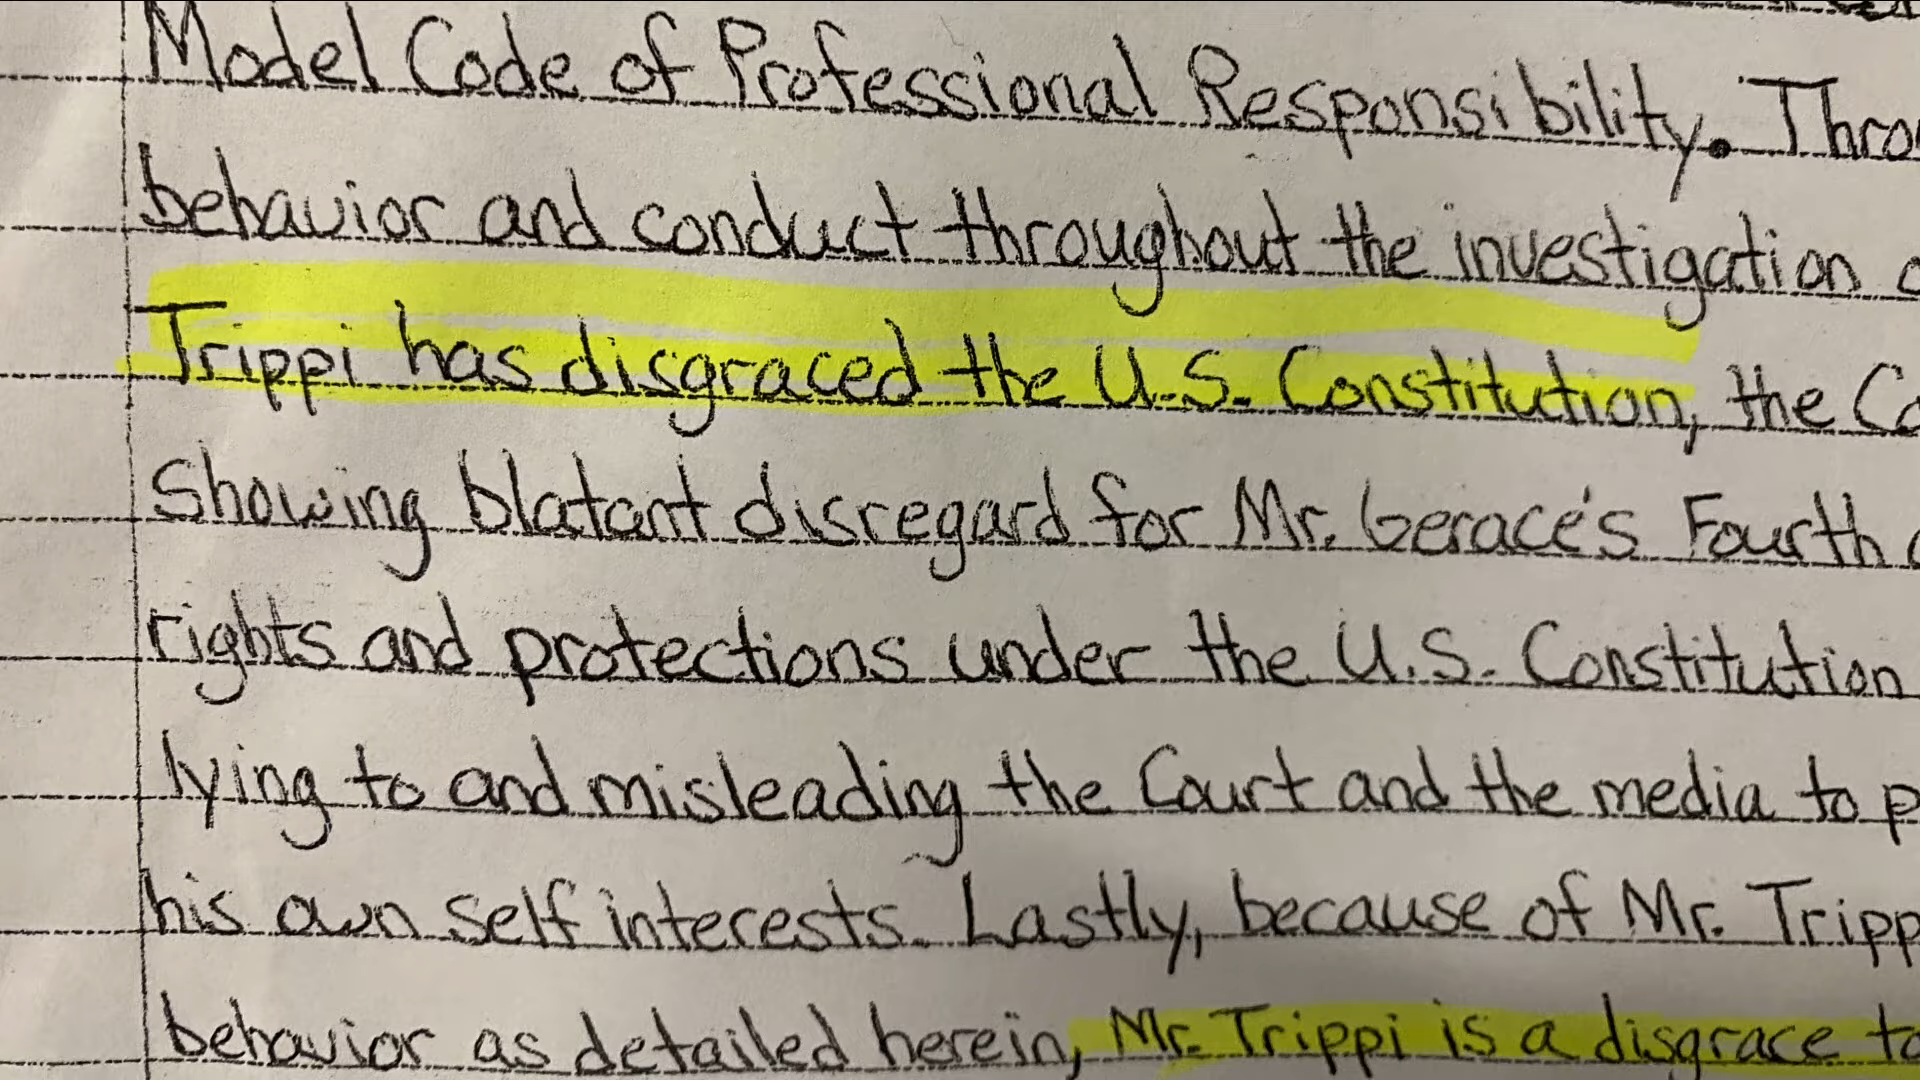 Model Code of Professional Responsibility. Thro
behavior and conduct throughout the investigation
Trippi has disgraced the U.S. Constitution, the Co
Showing blatant disregard for Mr. Gerace's Fourth
rights and protections under the U.S. Constitution
lying to and misleading the Court and the media to p
his own self interests. Lastly, because of Mr. Tripp
behavior as detailed herein, Mr. Trippi is a disgrace to